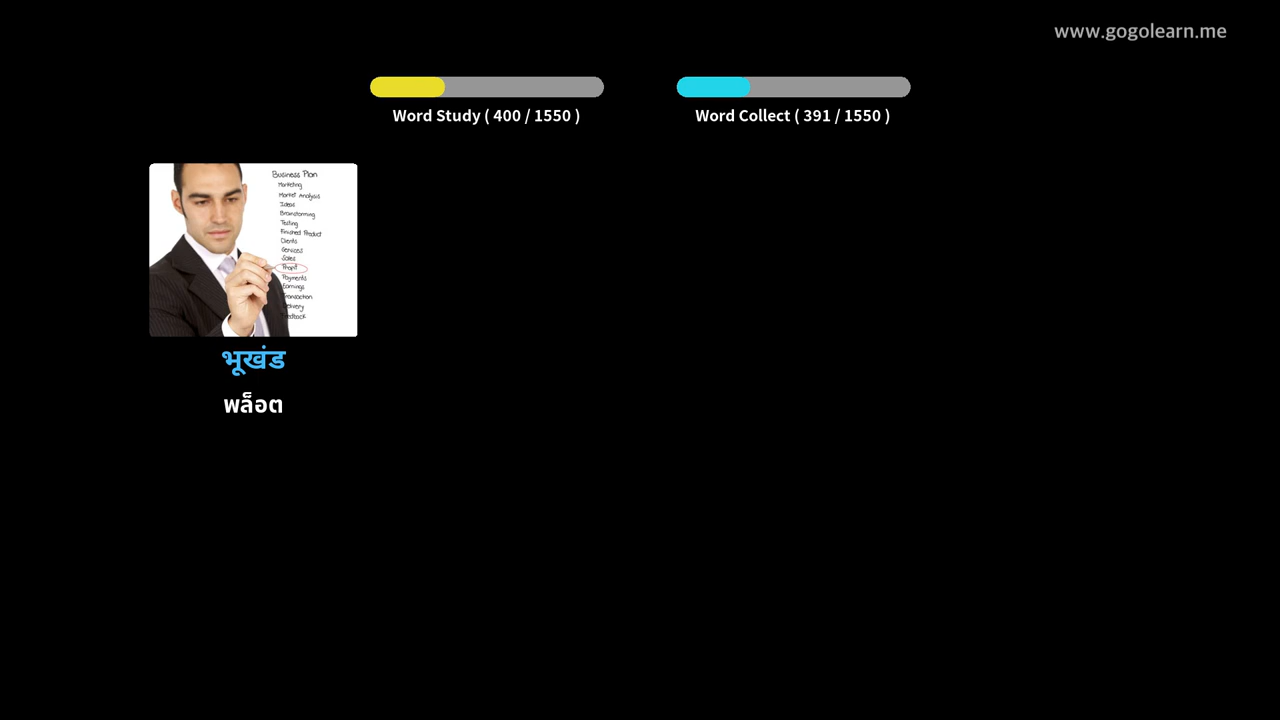 www.gogolearn.me
Word Study ( 400 / 1550 )
Word Collect ( 391 / 1550 )
Business Plan
Marketing
Market Analysis
Ideas
Brainstorming
Testing
Finished Product
Clients
Services
Sales
Profit
Payments
Earnings
Transaction
Delivery
Feedback
भूखंड
พล็อต